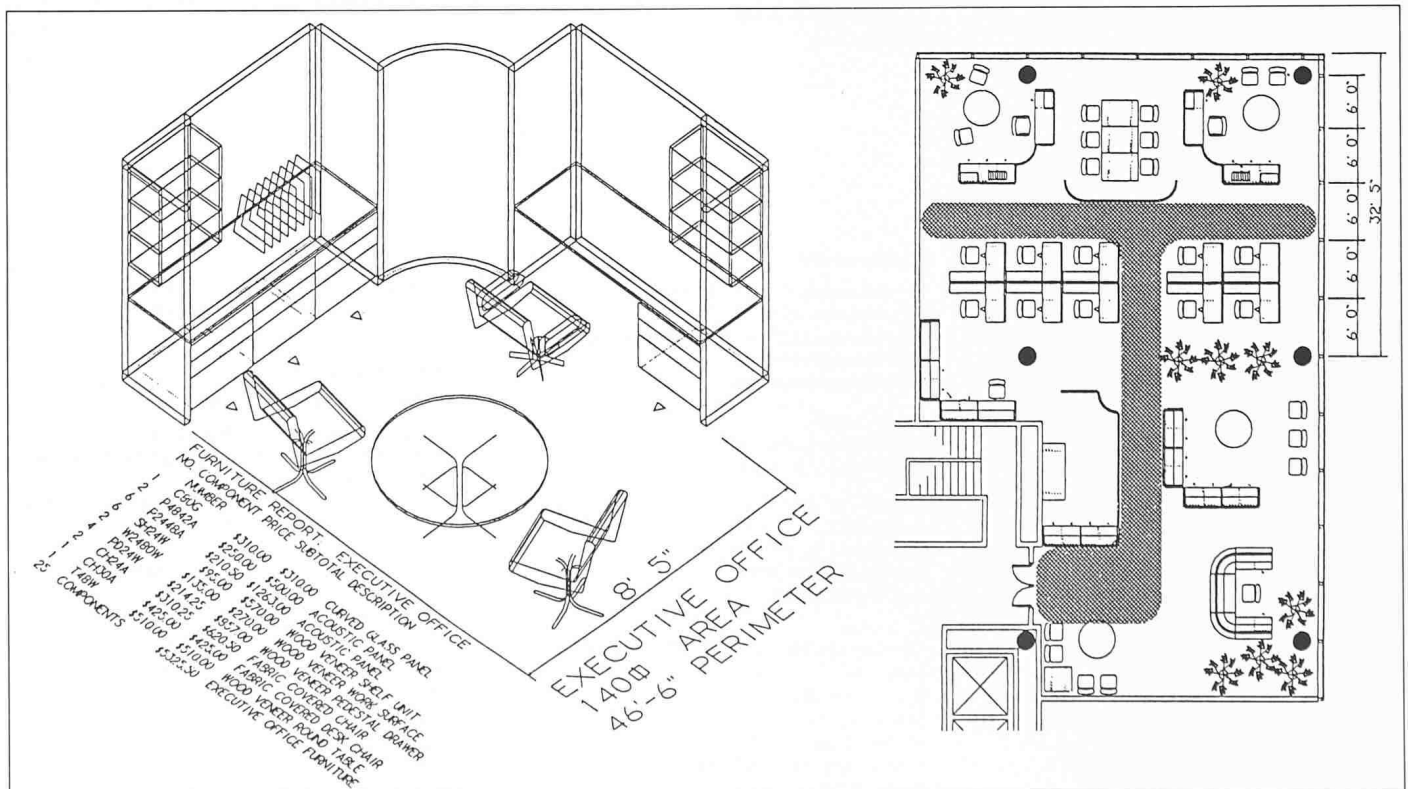 FURNITURE REPORT: EXECUTIVE OFFICE
NO. COMPONENT PRICE SUBTOTAL DESCRIPTION
NUMBER
1 $310.00 $310.00 CURVED GLASS PANEL
2 P4842A $250.00 $500.00 ACOUSTIC PANEL
6 P2448A $210.50 $1263.00 ACOUSTIC PANEL
6 SH24W $95.00 $570.00 WOOD VENEER SHELF UNIT
2 W2480W $135.00 $270.00 WOOD VENEER WORK SURFACE
4 PD24W $214.25 $857.00 WOOD VENEER PEDESTAL DRAWER
2 CH24A $310.25 $620.50 FABRIC COVERED CHAIR
1 CH30A $425.00 $425.00 FABRIC COVERED DESK CHAIR
1 T48W $510.00 $510.00 WOOD VENEER ROUND TABLE
25 COMPONENTS $5325.50 EXECUTIVE OFFICE FURNITURE
8' 5"
EXECUTIVE OFFICE
140 AREA
46'-6" PERIMETER
6' 0"
6' 0"
6' 0"
6' 0"
6' 0"
32' 5"